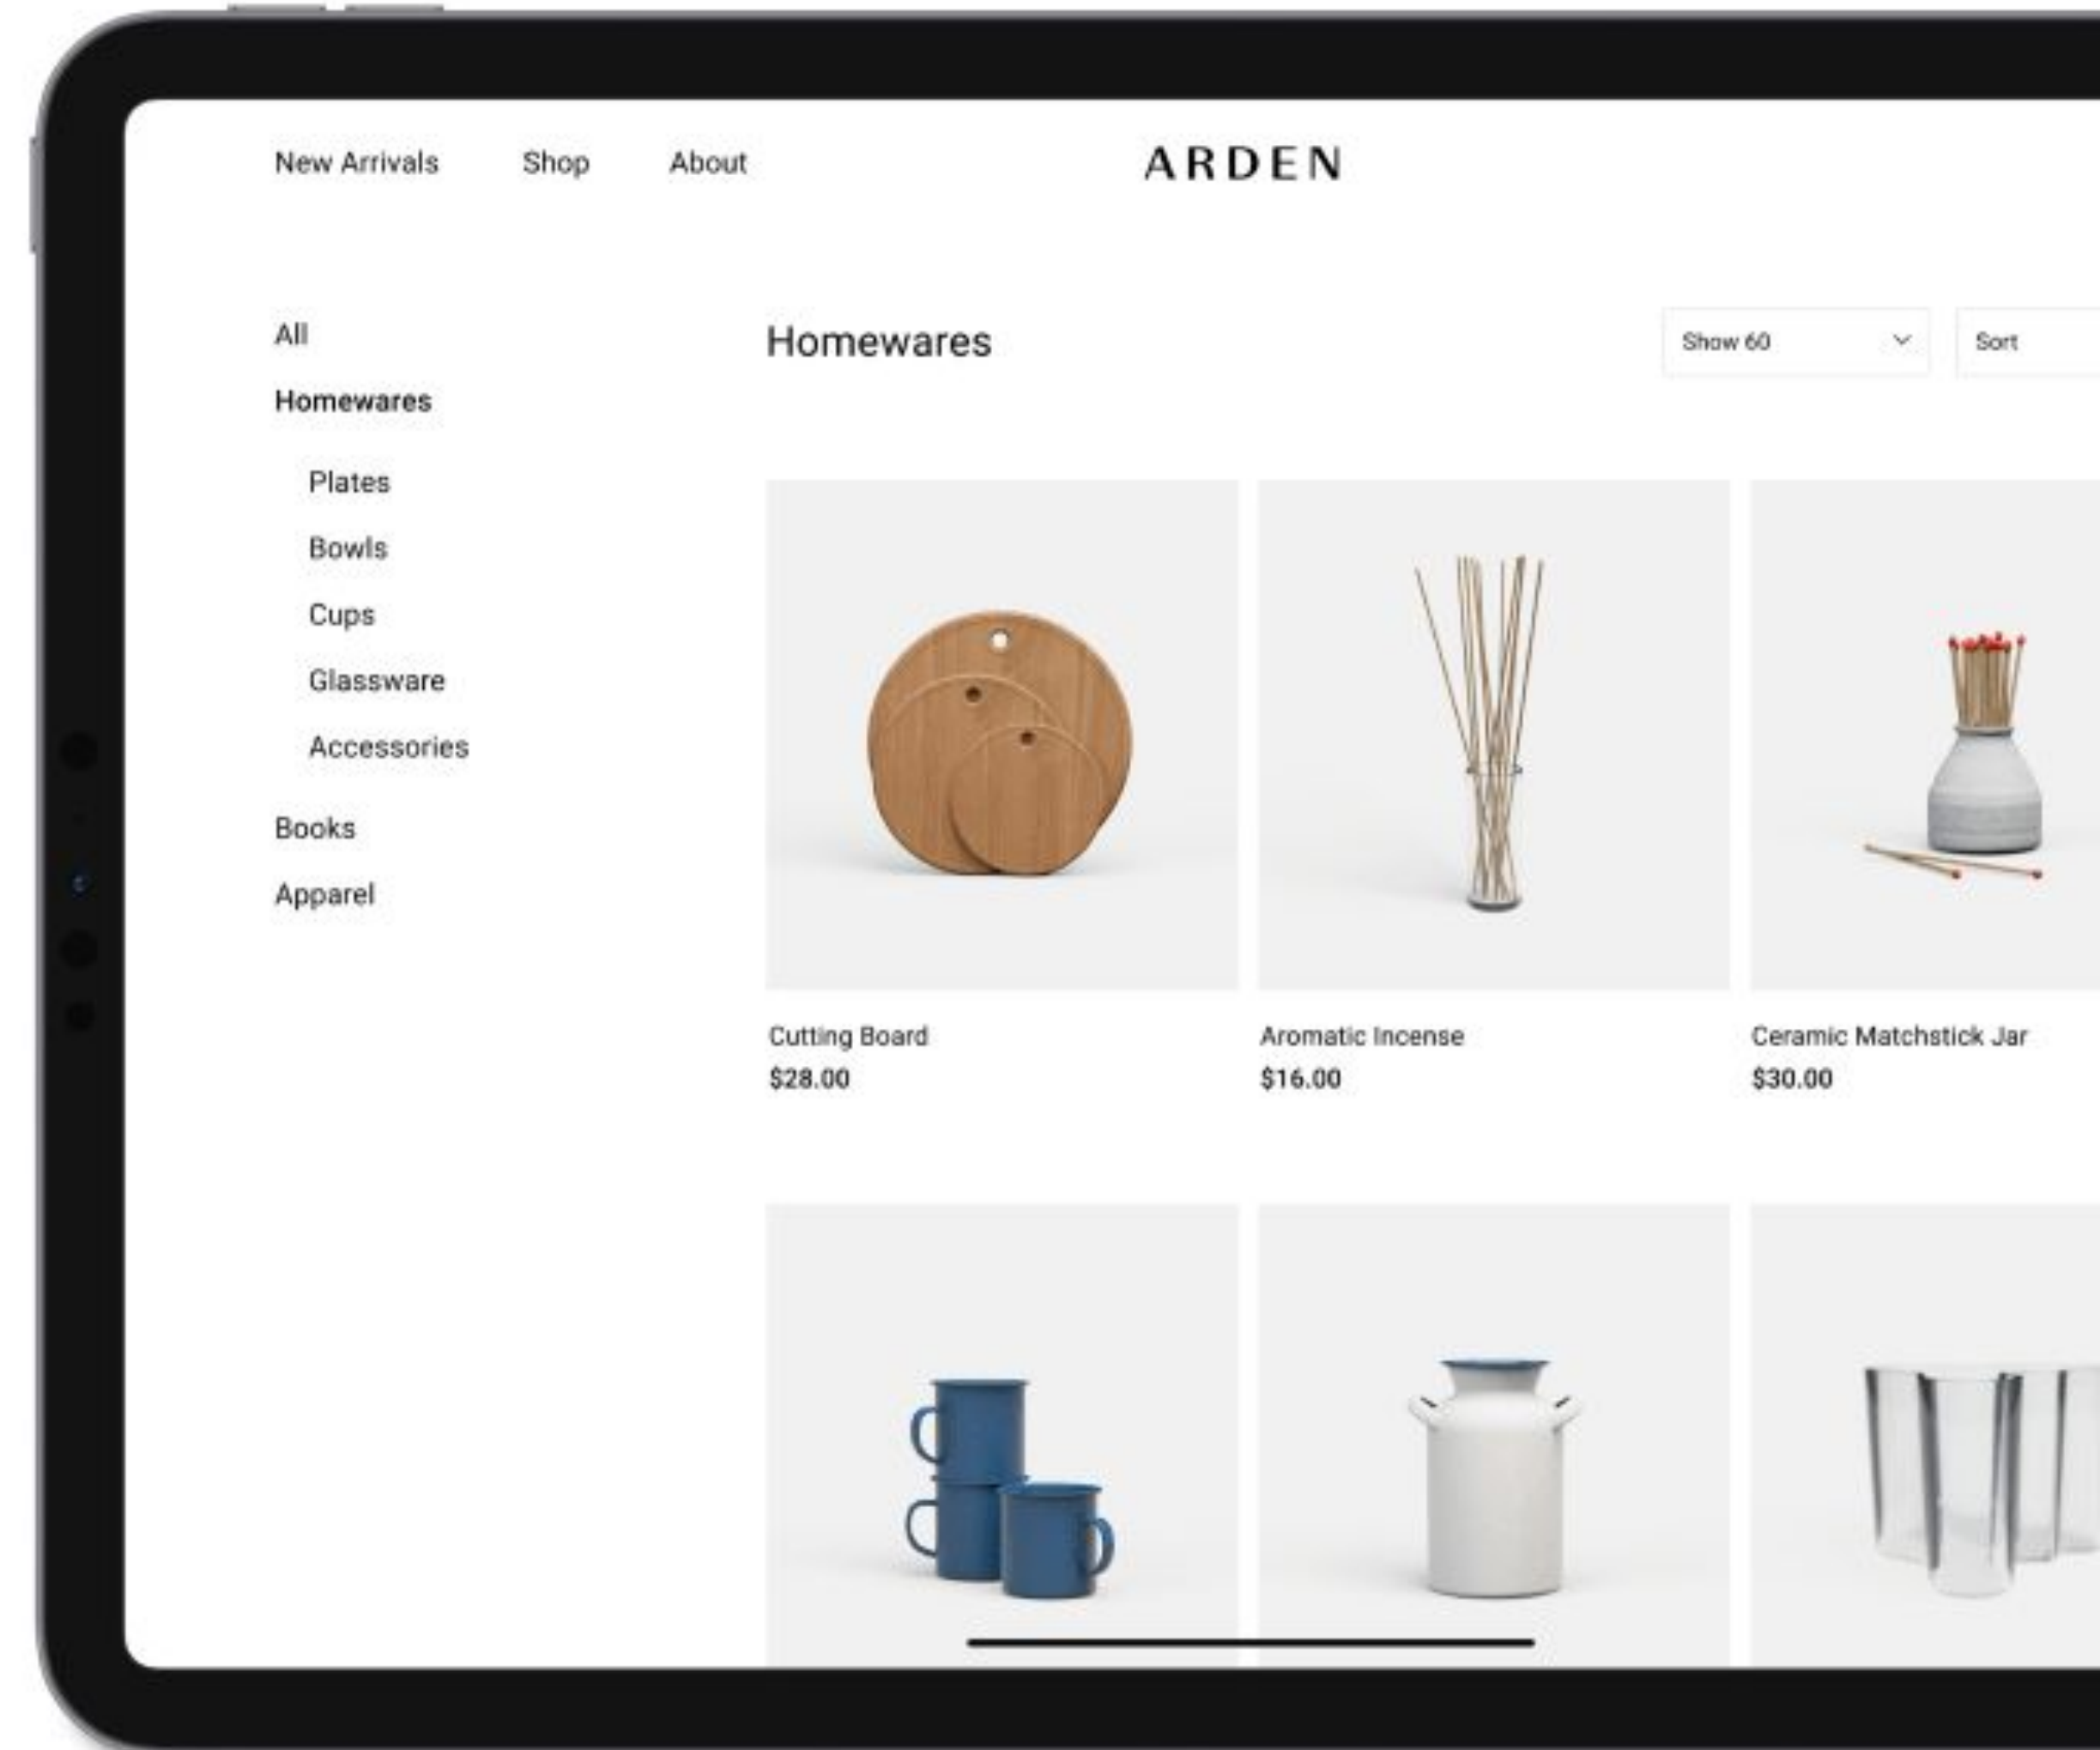 New Arrivals Shop About ARDEN
All
Homewares
Plates
Bowls
Cups
Glassware
Accessories
Books
Apparel
Homewares
Show 60 Sort
Cutting Board
$28.00
Aromatic Incense
$16.00
Ceramic Matchstick Jar
$30.00